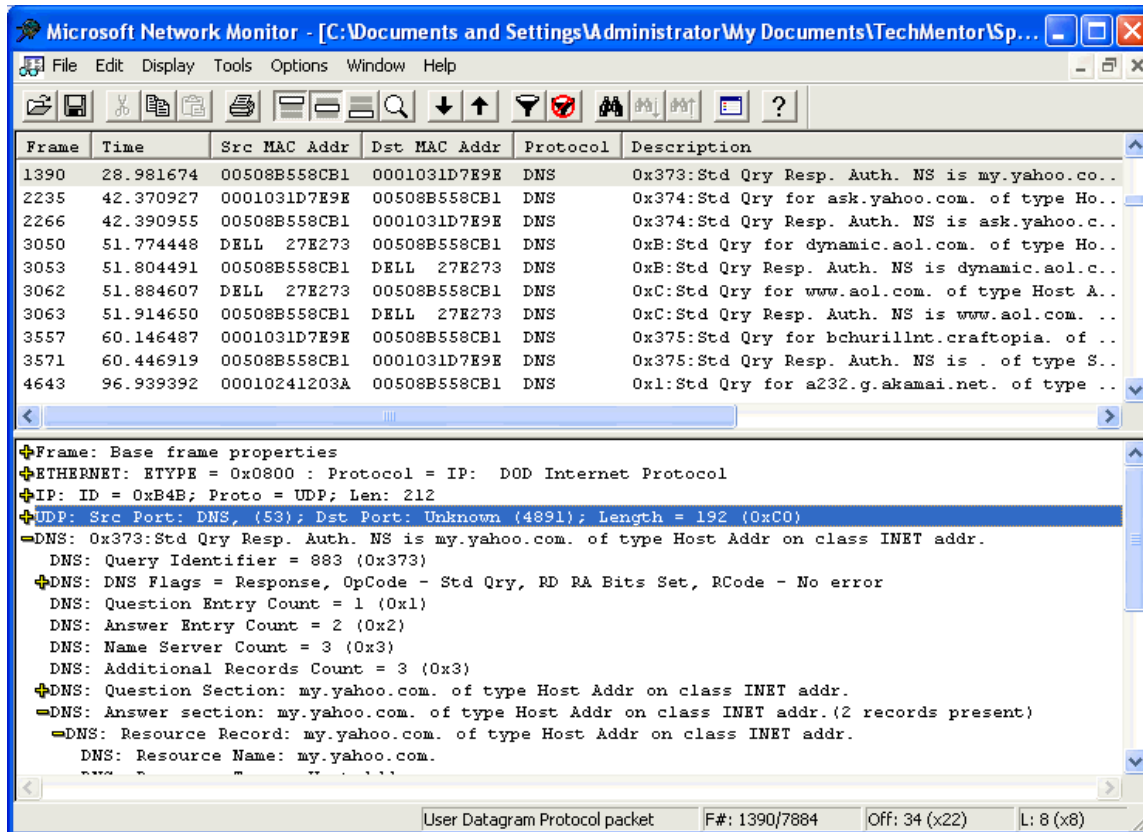 Microsoft Network Monitor - [C:\Documents and Settings\Administrator\My Documents\TechMentor\Sp...
File Edit Display Tools Options Window Help
Frame Time Src MAC Addr Dst MAC Addr Protocol Description
1390 28.981674 00508B558CB1 0001031D7E9E DNS 0x373:Std Qry Resp. Auth. NS is my.yahoo.co..
2235 42.370927 0001031D7E9E 00508B558CB1 DNS 0x374:Std Qry for ask.yahoo.com. of type Ho..
2266 42.390955 00508B558CB1 0001031D7E9E DNS 0x374:Std Qry Resp. Auth. NS is ask.yahoo.c..
3050 51.774448 DELL 27E273 00508B558CB1 DNS 0xB:Std Qry for dynamic.aol.com. of type Ho..
3053 51.804491 00508B558CB1 DELL 27E273 DNS 0xB:Std Qry Resp. Auth. NS is dynamic.aol.c..
3062 51.884607 DELL 27E273 00508B558CB1 DNS 0xC:Std Qry for www.aol.com. of type Host A..
3063 51.914650 00508B558CB1 DELL 27E273 DNS 0xC:Std Qry Resp. Auth. NS is www.aol.com. ..
3557 60.146487 0001031D7E9E 00508B558CB1 DNS 0x375:Std Qry for bchurillnt.craftopia. of ..
3571 60.446919 00508B558CB1 0001031D7E9E DNS 0x375:Std Qry Resp. Auth. NS is . of type S..
4643 96.939392 00010241203A 00508B558CB1 DNS 0x1:Std Qry for a232.g.akamai.net. of type ..
Frame: Base frame properties
ETHERNET: ETYPE = 0x0800 : Protocol = IP: DOD Internet Protocol
IP: ID = 0xB4B; Proto = UDP; Len: 212
UDP: Src Port: DNS, (53); Dst Port: Unknown (4891); Length = 192 (0xC0)
DNS: 0x373:Std Qry Resp. Auth. NS is my.yahoo.com. of type Host Addr on class INET addr.
DNS: Query Identifier = 883 (0x373)
DNS: DNS Flags = Response, OpCode - Std Qry, RD RA Bits Set, RCode - No error
DNS: Question Entry Count = 1 (0x1)
DNS: Answer Entry Count = 2 (0x2)
DNS: Name Server Count = 3 (0x3)
DNS: Additional Records Count = 3 (0x3)
DNS: Question Section: my.yahoo.com. of type Host Addr on class INET addr.
DNS: Answer section: my.yahoo.com. of type Host Addr on class INET addr.(2 records present)
DNS: Resource Record: my.yahoo.com. of type Host Addr on class INET addr.
DNS: Resource Name: my.yahoo.com.
User Datagram Protocol packet F#: 1390/7884 Off: 34 (x22) L: 8 (x8)